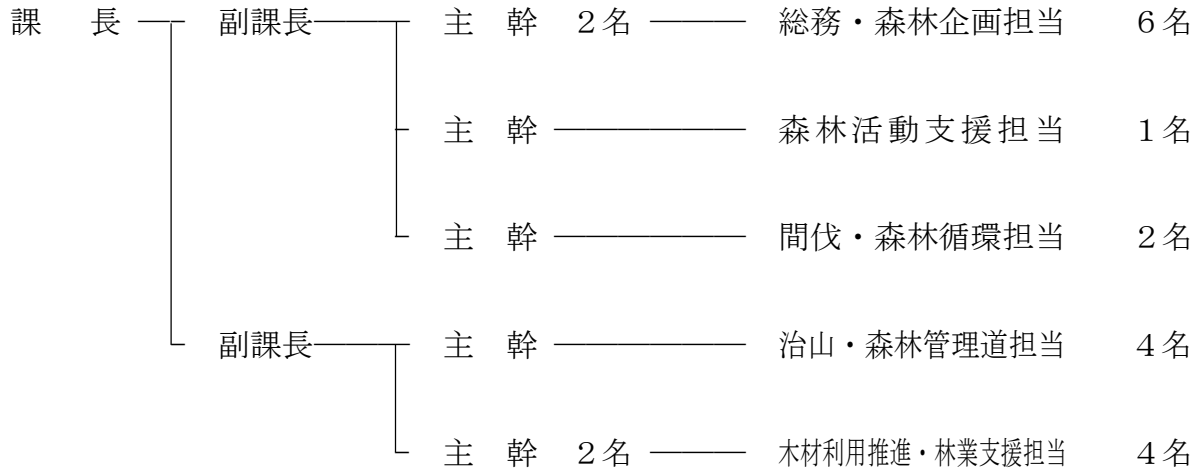 課　長　副課長　主　幹　２名　総務・森林企画担当　６名
主　幹　森林活動支援担当　１名
主　幹　間伐・森林循環担当　２名
副課長　主　幹　治山・森林管理道担当　４名
主　幹　２名　木材利用推進・林業支援担当　４名